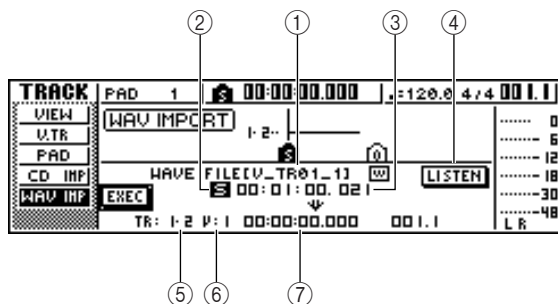 ② ① ③ ④
TRACK PAD 1 S 00:00:00.000 ♩=120.0 4/4 001.1
VIEW
V.TR
PAD
CD IMP
WAV IMP
WAV IMPORT
1-2--
S
0
WAVE FILE[V_TR01_1] W
LISTEN
S 00:01:00.021
EXEC
TR: 1-2 V:1 00:00:00.000 001.1
0
6
12
18
30
48
L R
⑤ ⑥ ⑦